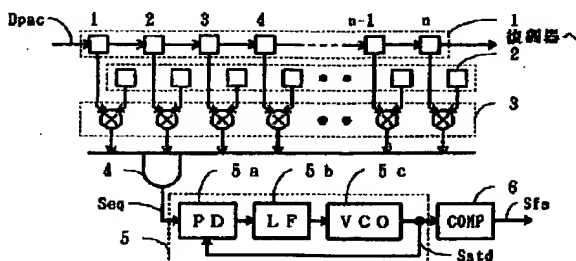 1 2 3 4 n-1 n 1
Dpac 復調器へ
2
3
4 5a 5b 5c 6
Seq PD LF VCO COMP Sfs
5 Sstd